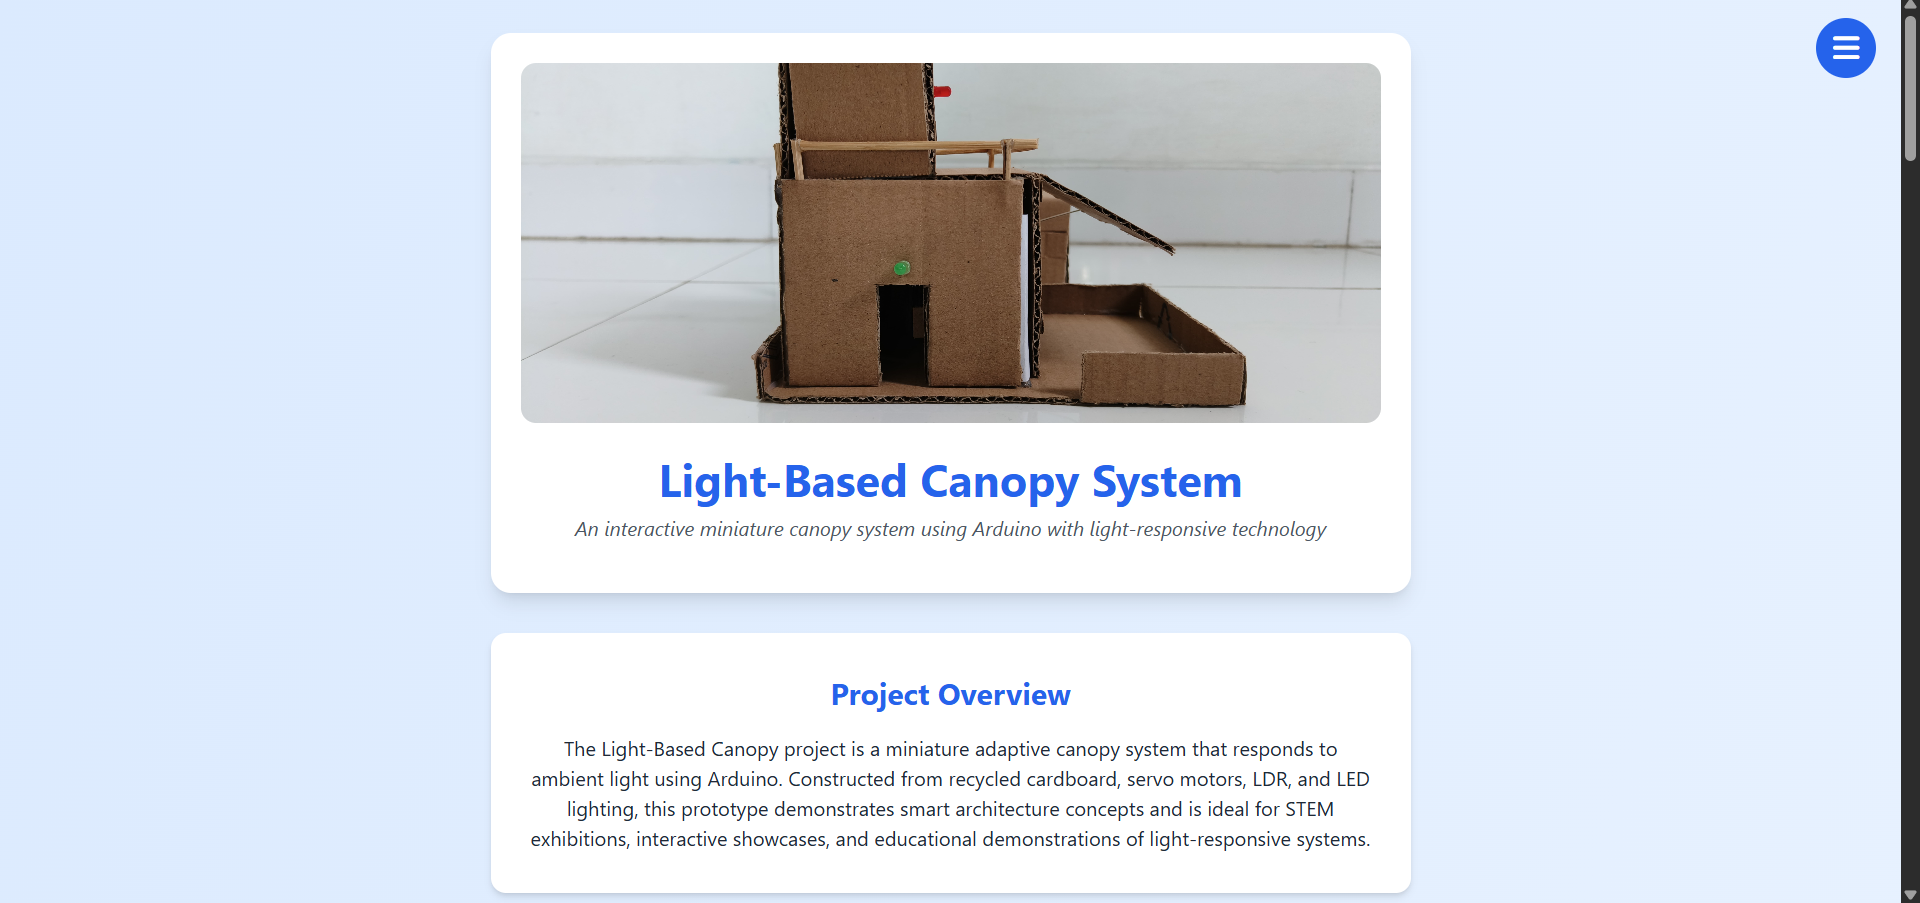 Light-Based Canopy System
An interactive miniature canopy system using Arduino with light-responsive technology
Project Overview
The Light-Based Canopy project is a miniature adaptive canopy system that responds to
ambient light using Arduino. Constructed from recycled cardboard, servo motors, LDR, and LED
lighting, this prototype demonstrates smart architecture concepts and is ideal for STEM
exhibitions, interactive showcases, and educational demonstrations of light-responsive systems.